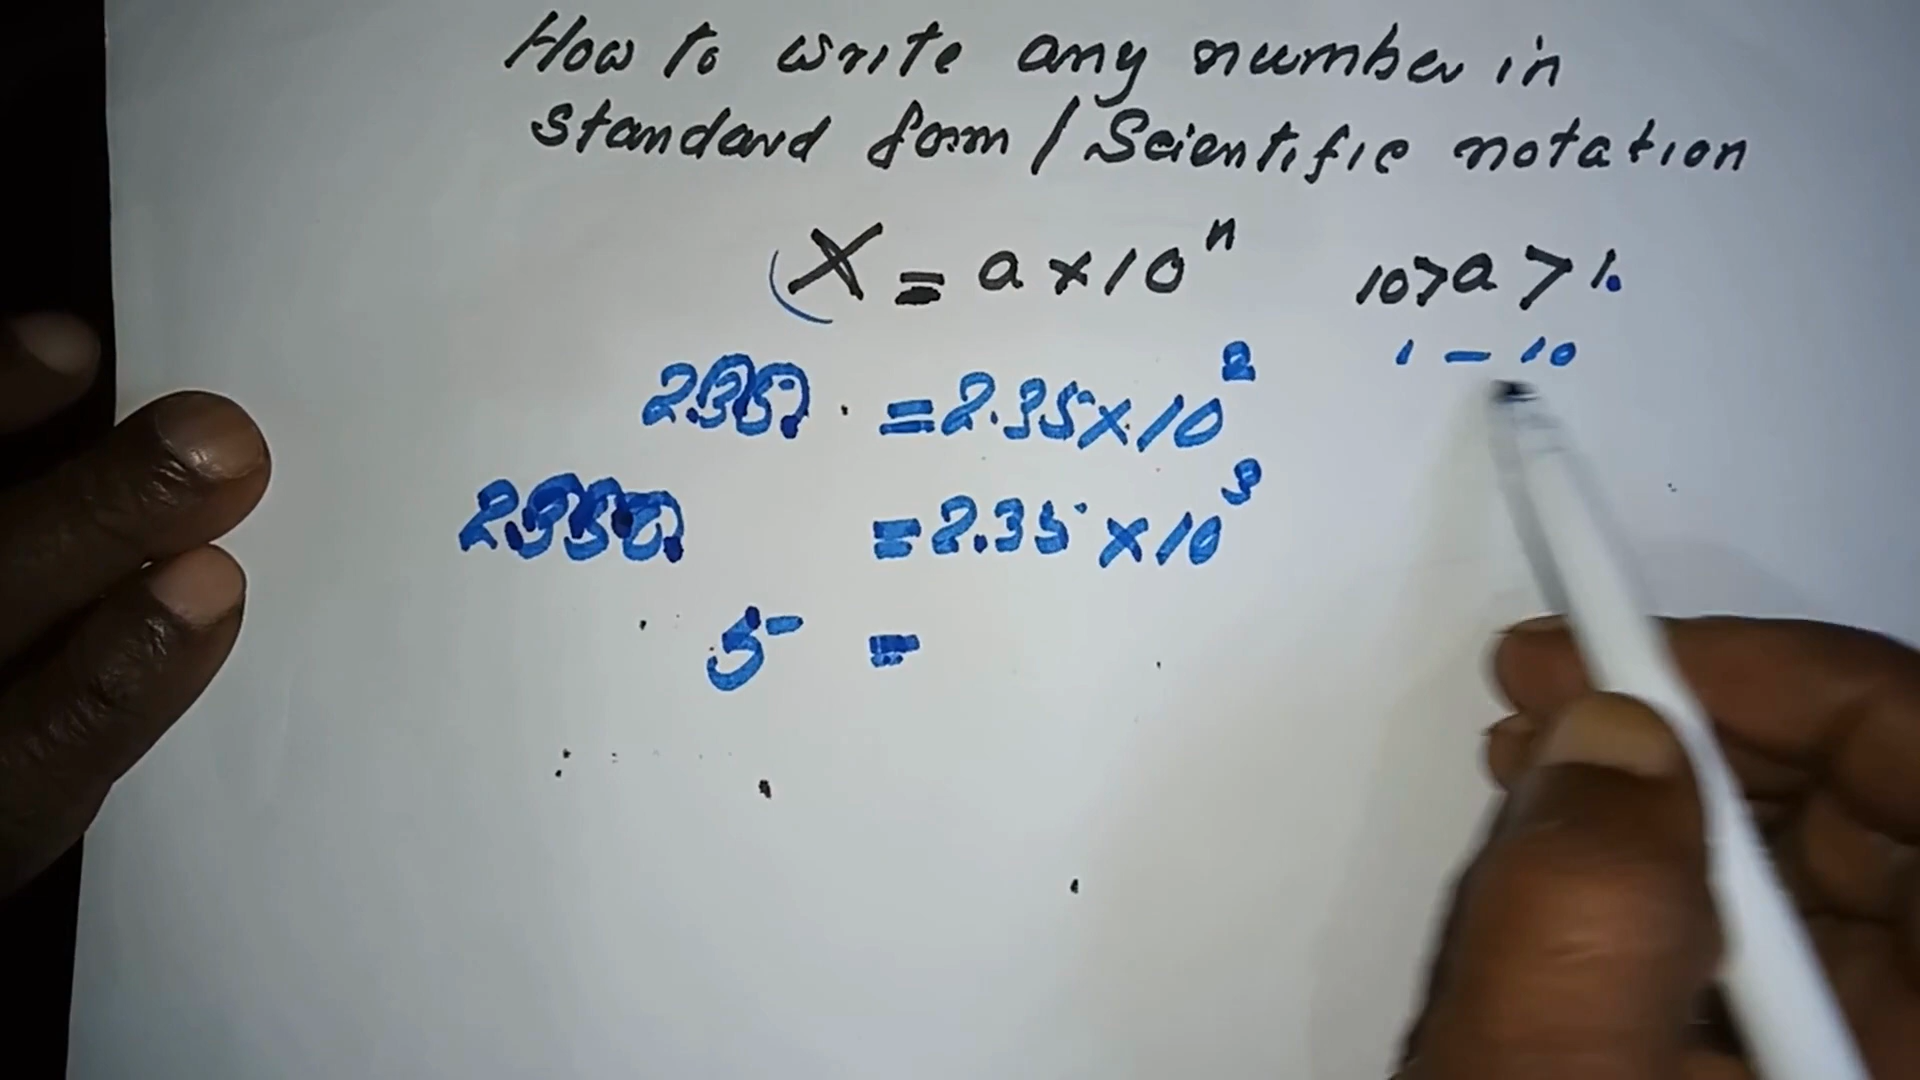 How to write any number in
standard form / Scientific notation
X = a × 10ⁿ 10 > a > 1.
1 - 10
235. = 2.35 × 10²
2350. = 2.35 × 10³
5 =